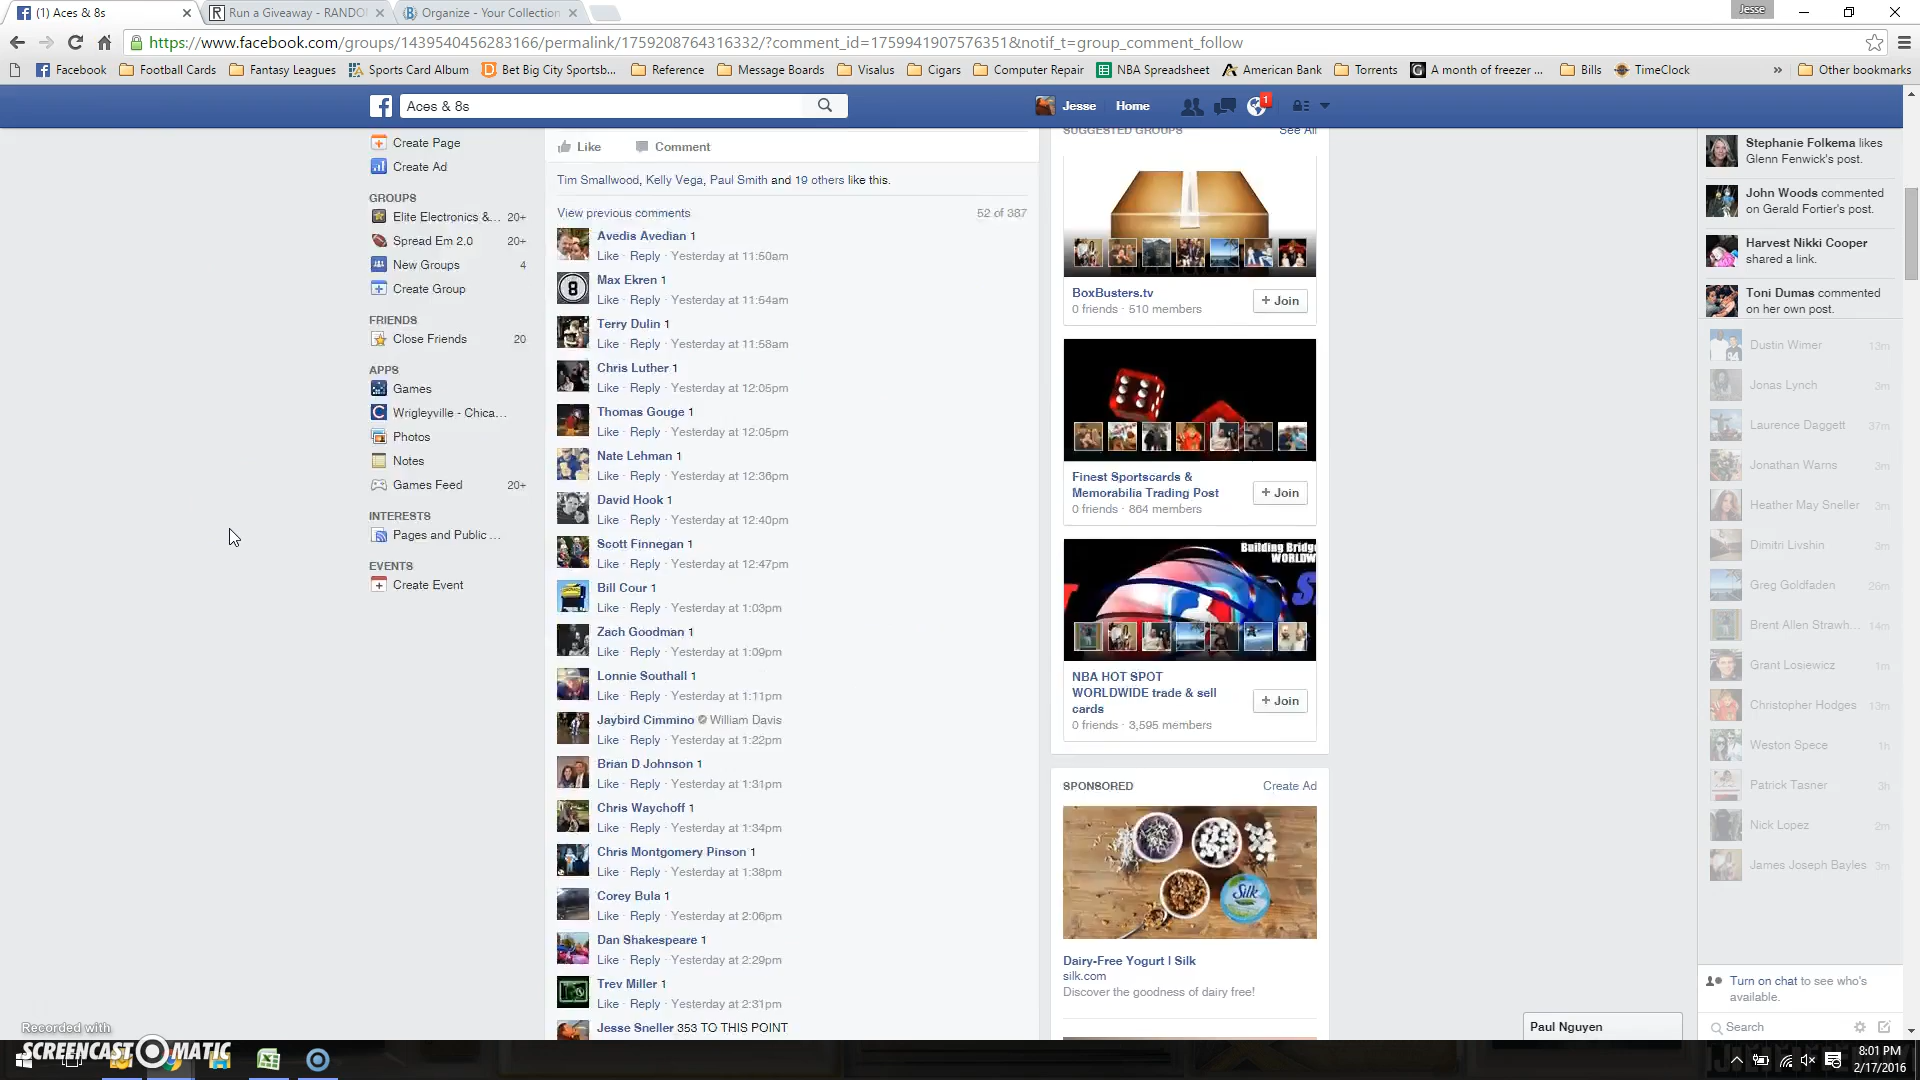 (1) Aces & 8s
Run a Giveaway - RANDO
Organize - Your Collection
Jesse
https://www.facebook.com/groups/1439540456283166/permalink/1759208764316332/?comment_id=1759941907576351&notif_t=group_comment_follow
Facebook
Football Cards
Fantasy Leagues
Sports Card Album
Bet Big City Sportsb...
Reference
Message Boards
Visalus
Cigars
Computer Repair
NBA Spreadsheet
American Bank
Torrents
A month of freezer ...
Bills
TimeClock
»
Other bookmarks
Aces & 8s
Jesse
Home
1
Create Page
Create Ad
GROUPS
Elite Electronics &... 20+
Spread Em 2.0 20+
New Groups 4
Create Group
FRIENDS
Close Friends 20
APPS
Games
Wrigleyville - Chica...
Photos
Notes
Games Feed 20+
INTERESTS
Pages and Public ...
EVENTS
Create Event
Like Comment
Tim Smallwood, Kelly Vega, Paul Smith and 19 others like this.
View previous comments 52 of 387
Avedis Avedian 1
Like · Reply · Yesterday at 11:50am
Max Ekren 1
Like · Reply · Yesterday at 11:54am
Terry Dulin 1
Like · Reply · Yesterday at 11:58am
Chris Luther 1
Like · Reply · Yesterday at 12:05pm
Thomas Gouge 1
Like · Reply · Yesterday at 12:05pm
Nate Lehman 1
Like · Reply · Yesterday at 12:36pm
David Hook 1
Like · Reply · Yesterday at 12:40pm
Scott Finnegan 1
Like · Reply · Yesterday at 12:47pm
Bill Cour 1
Like · Reply · Yesterday at 1:03pm
Zach Goodman 1
Like · Reply · Yesterday at 1:09pm
Lonnie Southall 1
Like · Reply · Yesterday at 1:11pm
Jaybird Cimmino William Davis
Like · Reply · Yesterday at 1:22pm
Brian D Johnson 1
Like · Reply · Yesterday at 1:31pm
Chris Waychoff 1
Like · Reply · Yesterday at 1:34pm
Chris Montgomery Pinson 1
Like · Reply · Yesterday at 1:38pm
Corey Bula 1
Like · Reply · Yesterday at 2:06pm
Dan Shakespeare 1
Like · Reply · Yesterday at 2:29pm
Trev Miller 1
Like · Reply · Yesterday at 2:31pm
Jesse Sneller 353 TO THIS POINT
SUGGESTED GROUPS See All
BoxBusters.tv
0 friends · 510 members
+ Join
Finest Sportscards &
Memorabilia Trading Post
0 friends · 864 members
+ Join
Building Bridg
WORLDW
NBA HOT SPOT
WORLDWIDE trade & sell
cards
0 friends · 3,595 members
+ Join
SPONSORED Create Ad
Silk
Dairy-Free Yogurt | Silk
silk.com
Discover the goodness of dairy free!
Stephanie Folkema likes
Glenn Fenwick's post.
John Woods commented
on Gerald Fortier's post.
Harvest Nikki Cooper
shared a link.
Toni Dumas commented
on her own post.
Dustin Wimer 13m
Jonas Lynch 3m
Laurence Daggett 37m
Jonathan Warns 3m
Heather May Sneller 3m
Dimitri Livshin 3m
Greg Goldfaden 26m
Brent Allen Strawh... 14m
Grant Losiewicz 1m
Christopher Hodges 13m
Weston Spece 1h
Patrick Tasner 3h
Nick Lopez 2m
James Joseph Bayles 3m
Turn on chat to see who's
available.
Search
Paul Nguyen
Recorded with
SCREENCAST-O-MATIC
8:01 PM
2/17/2016